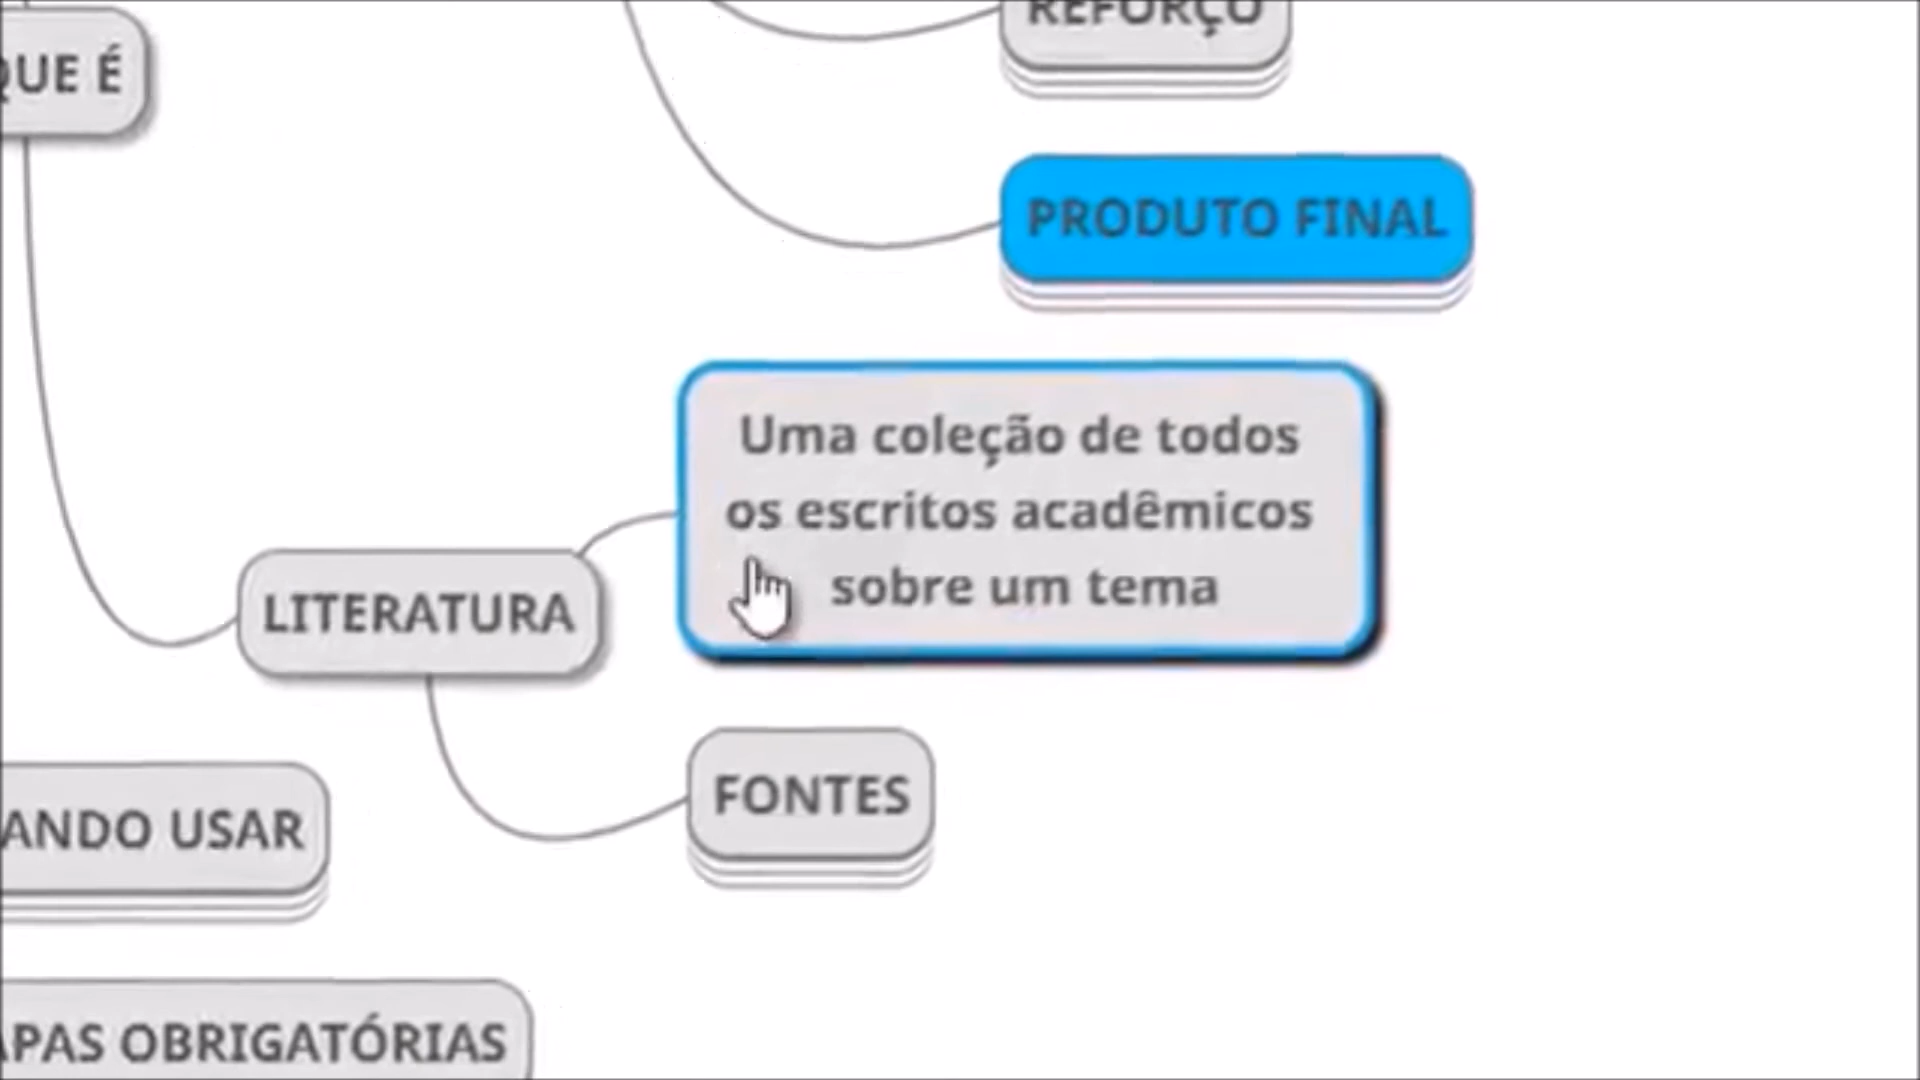 REFORÇO
QUE É
PRODUTO FINAL
Uma coleção de todos
os escritos acadêmicos
sobre um tema
LITERATURA
FONTES
ANDO USAR
APAS OBRIGATÓRIAS